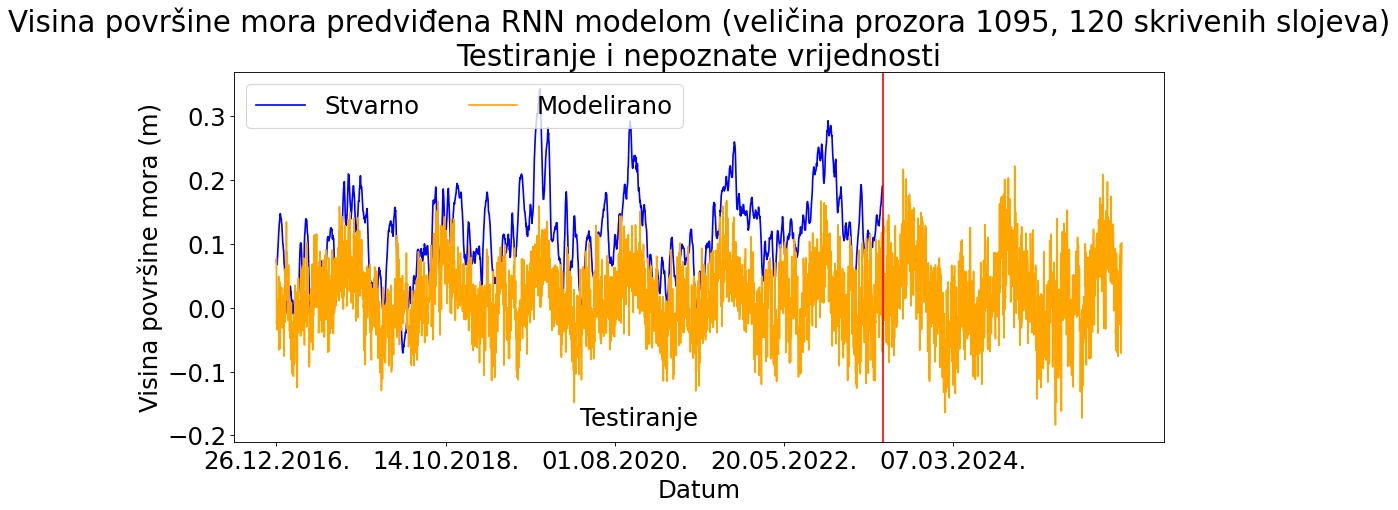 Visina površine mora predviđena RNN modelom (veličina prozora 1095, 120 skrivenih slojeva)
Testiranje i nepoznate vrijednosti
Stvarno
Modelirano
Visina površine mora (m)
0.3
0.2
0.1
0.0
−0.1
−0.2
Testiranje
26.12.2016.
14.10.2018.
01.08.2020.
20.05.2022.
07.03.2024.
Datum